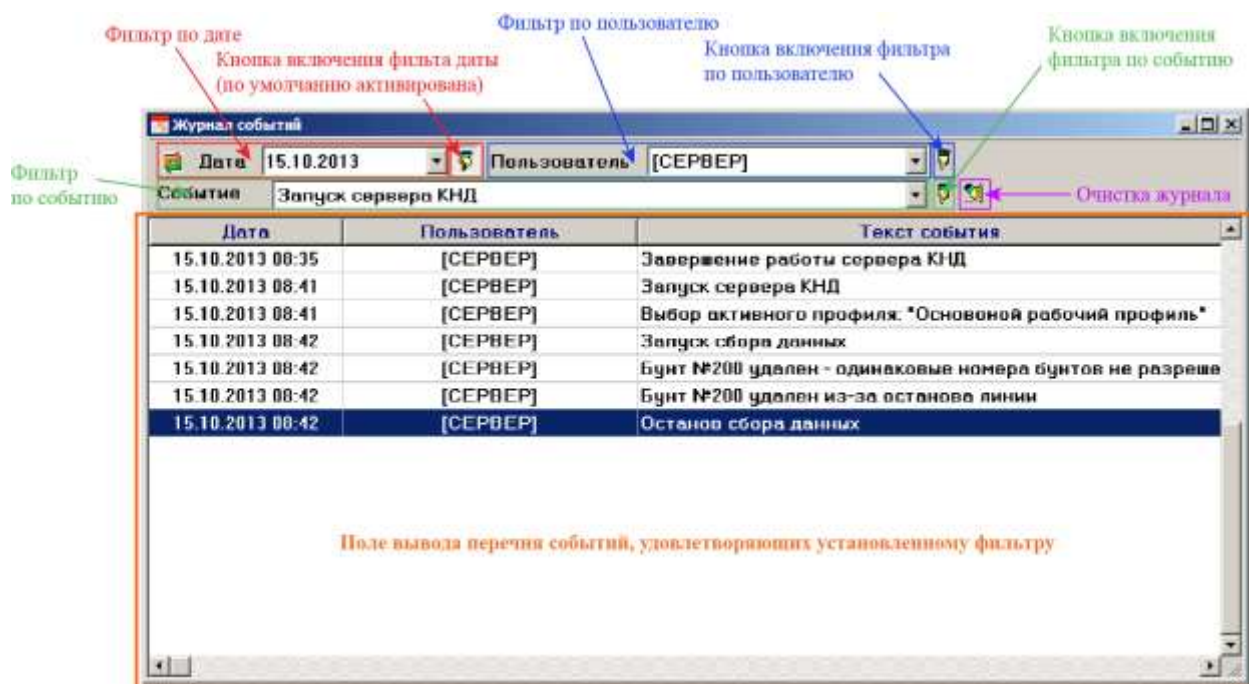 Фильтр по дате
Фильтр по пользователю
Кнопка включения
фильтра по событию
Кнопка включения фильта даты
(по умолчанию активирована)
Кнопка включения фильтра
по пользователю
Журнал событий
Дата 15.10.2013 Пользователь [СЕРВЕР]
Фильтр
по событию
Событие Запуск сервера КНД
Очистка журнала
Дата Пользователь Текст события
15.10.2013 08:35 [СЕРВЕР] Завершение работы сервера КНД
15.10.2013 08:41 [СЕРВЕР] Запуск сервера КНД
15.10.2013 08:41 [СЕРВЕР] Выбор активного профиля: "Основоной рабочий профиль"
15.10.2013 08:42 [СЕРВЕР] Запуск сбора данных
15.10.2013 08:42 [СЕРВЕР] Бунт №200 удален - одинаковые номера бунтов не разреше
15.10.2013 08:42 [СЕРВЕР] Бунт №200 удален из-за останова линии
15.10.2013 08:42 [СЕРВЕР] Останов сбора данных
Поле вывода перечня событий, удовлетворяющих установленному фильтру